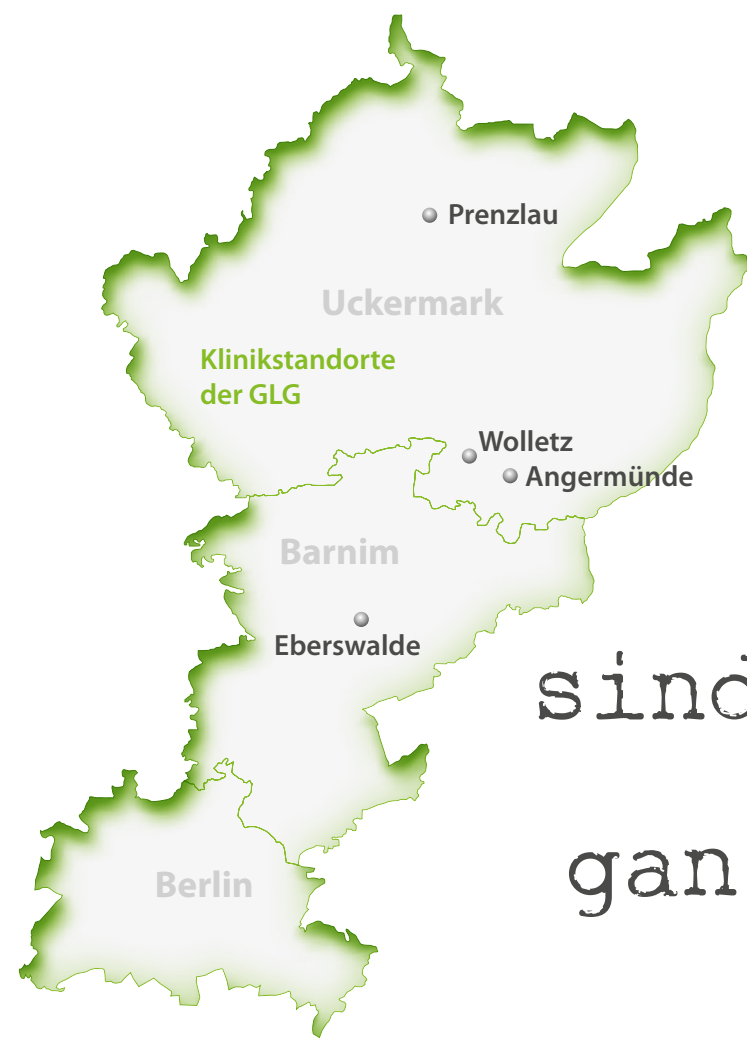 Prenzlau
Uckermark
Klinikstandorte
der GLG
Wolletz
Angermünde
Barnim
Eberswalde
sind
gan
Berlin